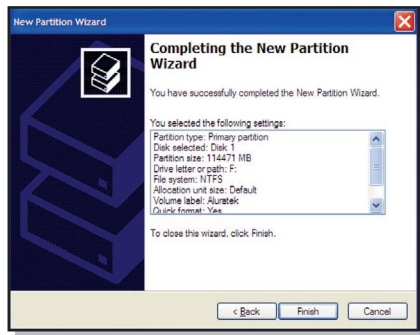 New Partition Wizard
Completing the New Partition
Wizard
You have successfully completed the New Partition Wizard.
You selected the following settings:
Partition type: Primary partition
Disk selected: Disk 1
Partition size: 114471 MB
Drive letter or path: F:
File system: NTFS
Allocation unit size: Default
Volume label: Aluratek
Quick format: Yes
To close this wizard, click Finish.
< Back
Finish
Cancel